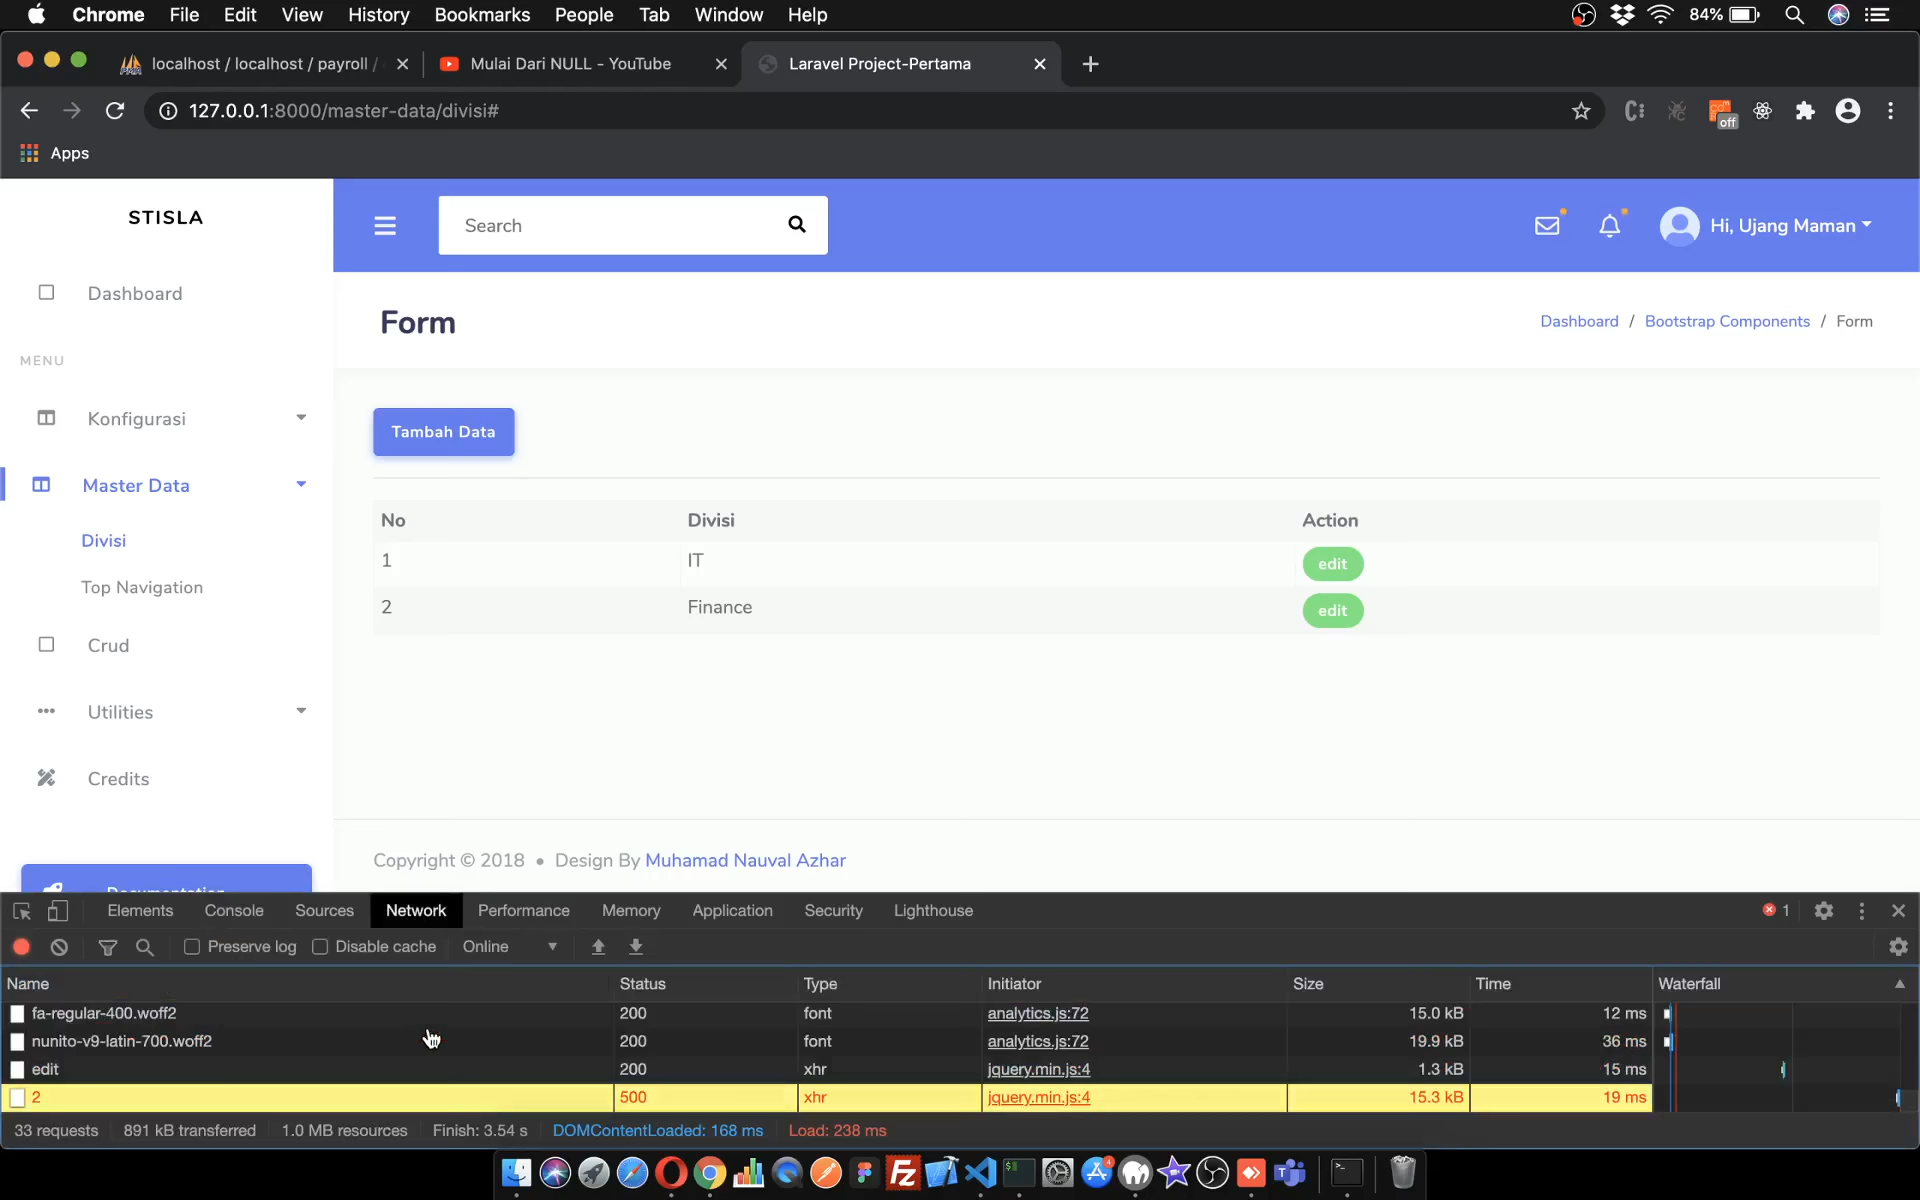 Chrome File Edit View History Bookmarks People Tab Window Help 84%
localhost / localhost / payroll / Mulai Dari NULL - YouTube Laravel Project-Pertama
127.0.0.1:8000/master-data/divisi#
off
Apps
STISLA
Search
Hi, Ujang Maman
Dashboard
Form
Dashboard / Bootstrap Components / Form
MENU
Konfigurasi
Tambah Data
Master Data
No Divisi Action
Divisi
1 IT edit
Top Navigation
2 Finance edit
Crud
Utilities
Credits
Copyright © 2018 • Design By Muhamad Nauval Azhar
Documentation
Elements Console Sources Network Performance Memory Application Security Lighthouse 1
Preserve log Disable cache Online
Name Status Type Initiator Size Time Waterfall
fa-regular-400.woff2 200 font analytics.js:72 15.0 kB 12 ms
nunito-v9-latin-700.woff2 200 font analytics.js:72 19.9 kB 36 ms
edit 200 xhr jquery.min.js:4 1.3 kB 15 ms
2 500 xhr jquery.min.js:4 15.3 kB 19 ms
33 requests 891 kB transferred 1.0 MB resources Finish: 3.54 s DOMContentLoaded: 168 ms Load: 238 ms